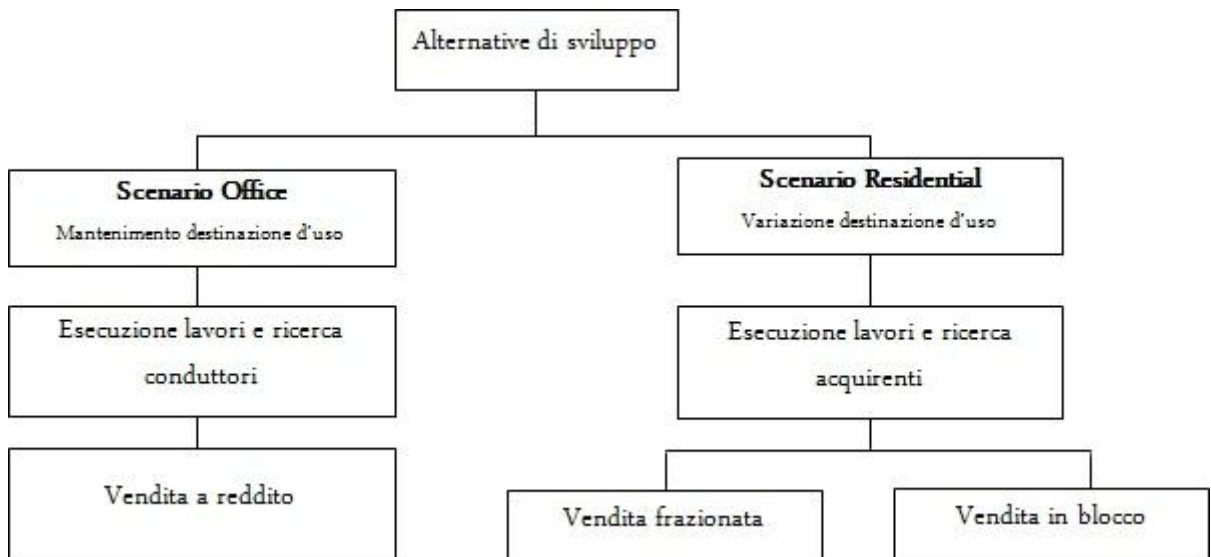 Alternative di sviluppo
Scenario Office
Mantenimento destinazione d'uso
Scenario Residential
Variazione destinazione d'uso
Esecuzione lavori e ricerca
conduttori
Esecuzione lavori e ricerca
acquirenti
Vendita a reddito
Vendita frazionata
Vendita in blocco